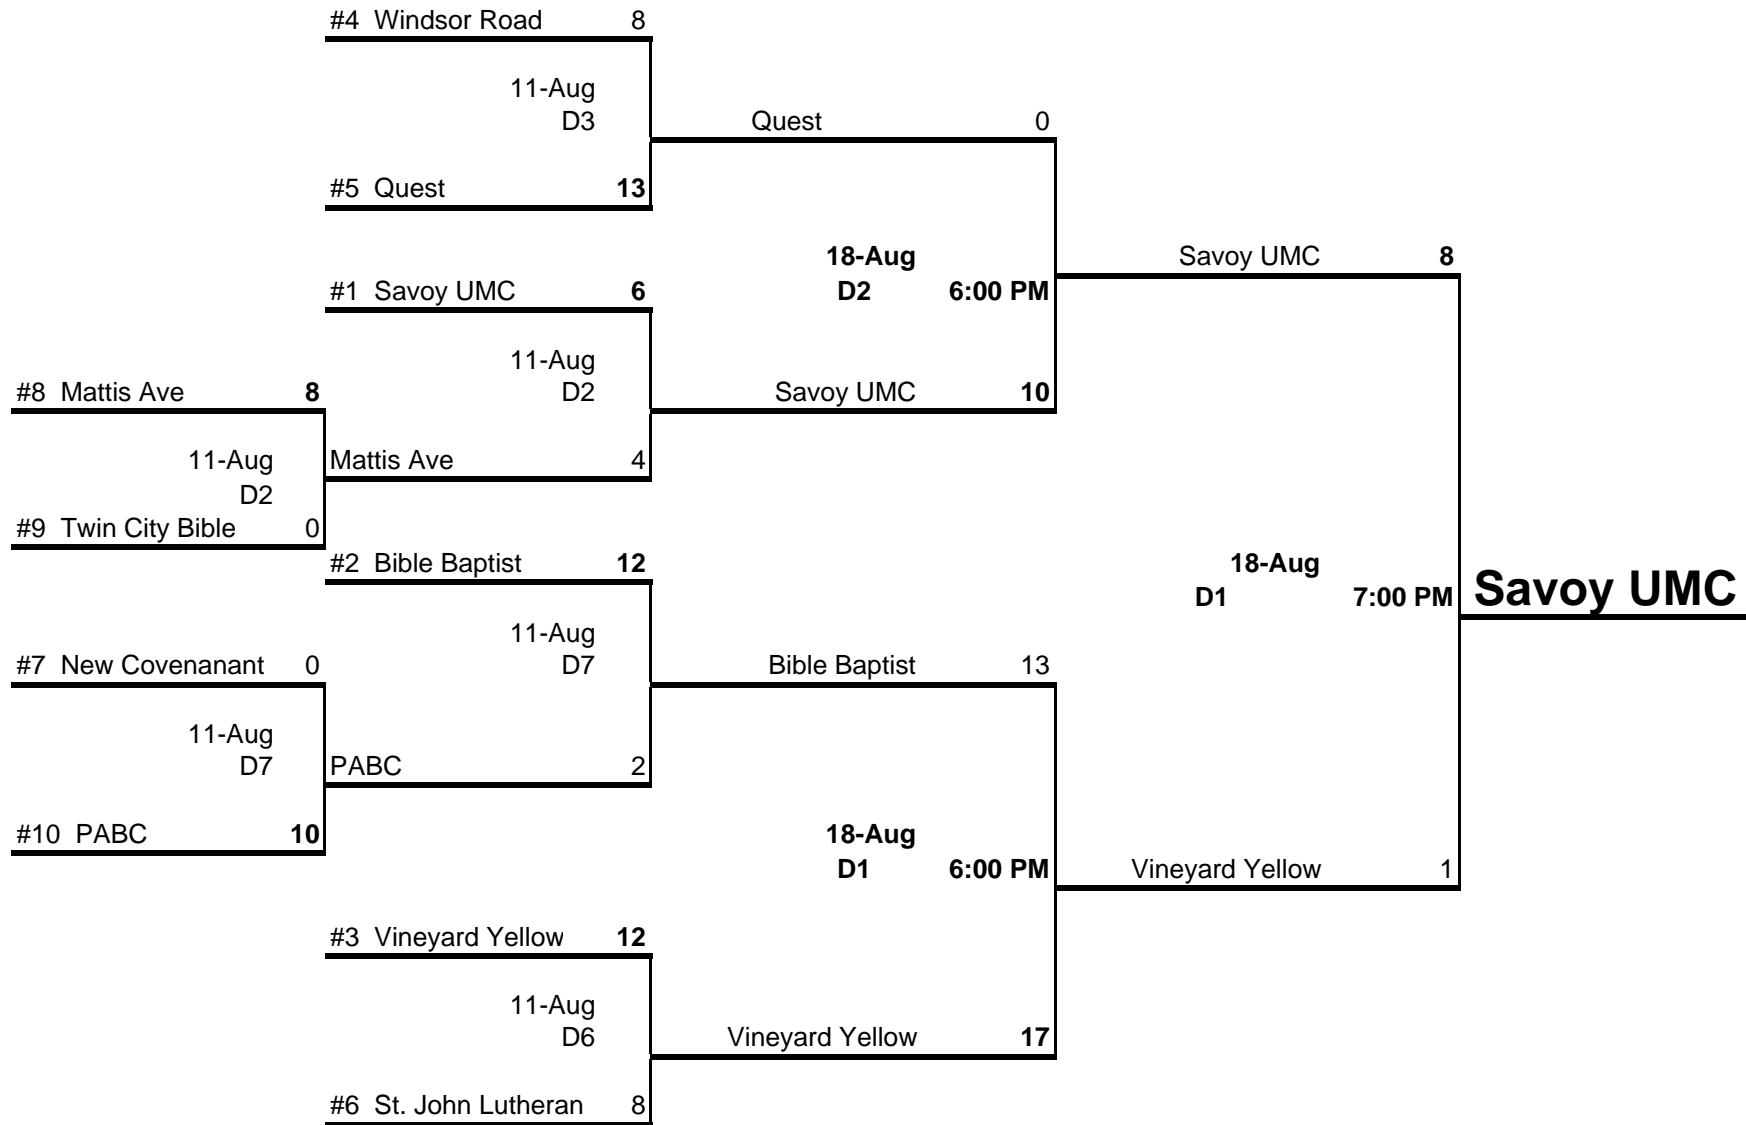 #4 Windsor Road 8
11-Aug
D3
Quest 0
#5 Quest 13
18-Aug
Savoy UMC 8
#1 Savoy UMC 6
D2 6:00 PM
11-Aug
#8 Mattis Ave 8
D2
Savoy UMC 10
11-Aug
Mattis Ave 4
D2
#9 Twin City Bible 0
#2 Bible Baptist 12
18-Aug
D1 7:00 PM
Savoy UMC
11-Aug
#7 New Covenanant 0
D7
Bible Baptist 13
11-Aug
D7
PABC 2
#10 PABC 10
18-Aug
D1 6:00 PM
Vineyard Yellow 1
#3 Vineyard Yellow 12
11-Aug
D6
Vineyard Yellow 17
#6 St. John Lutheran 8